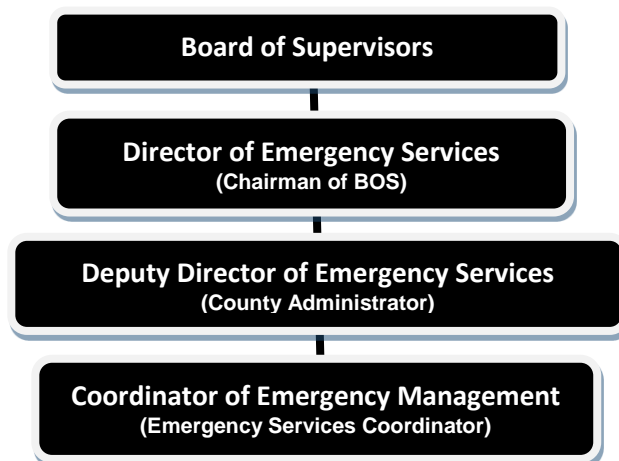 Board of Supervisors
Director of Emergency Services
(Chairman of BOS)
Deputy Director of Emergency Services
(County Administrator)
Coordinator of Emergency Management
(Emergency Services Coordinator)